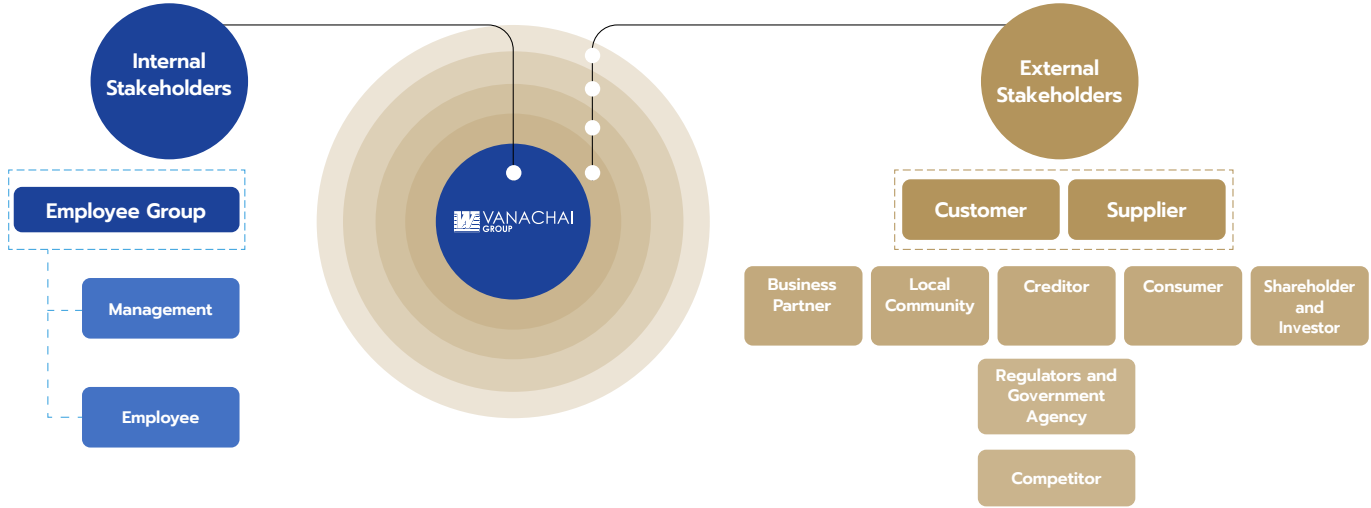 Internal
Stakeholders
Employee Group
Management
Employee
VANACHAI
GROUP
External
Stakeholders
Customer
Supplier
Business
Partner
Local
Community
Creditor
Consumer
Shareholder
and
Investor
Regulators and
Government
Agency
Competitor